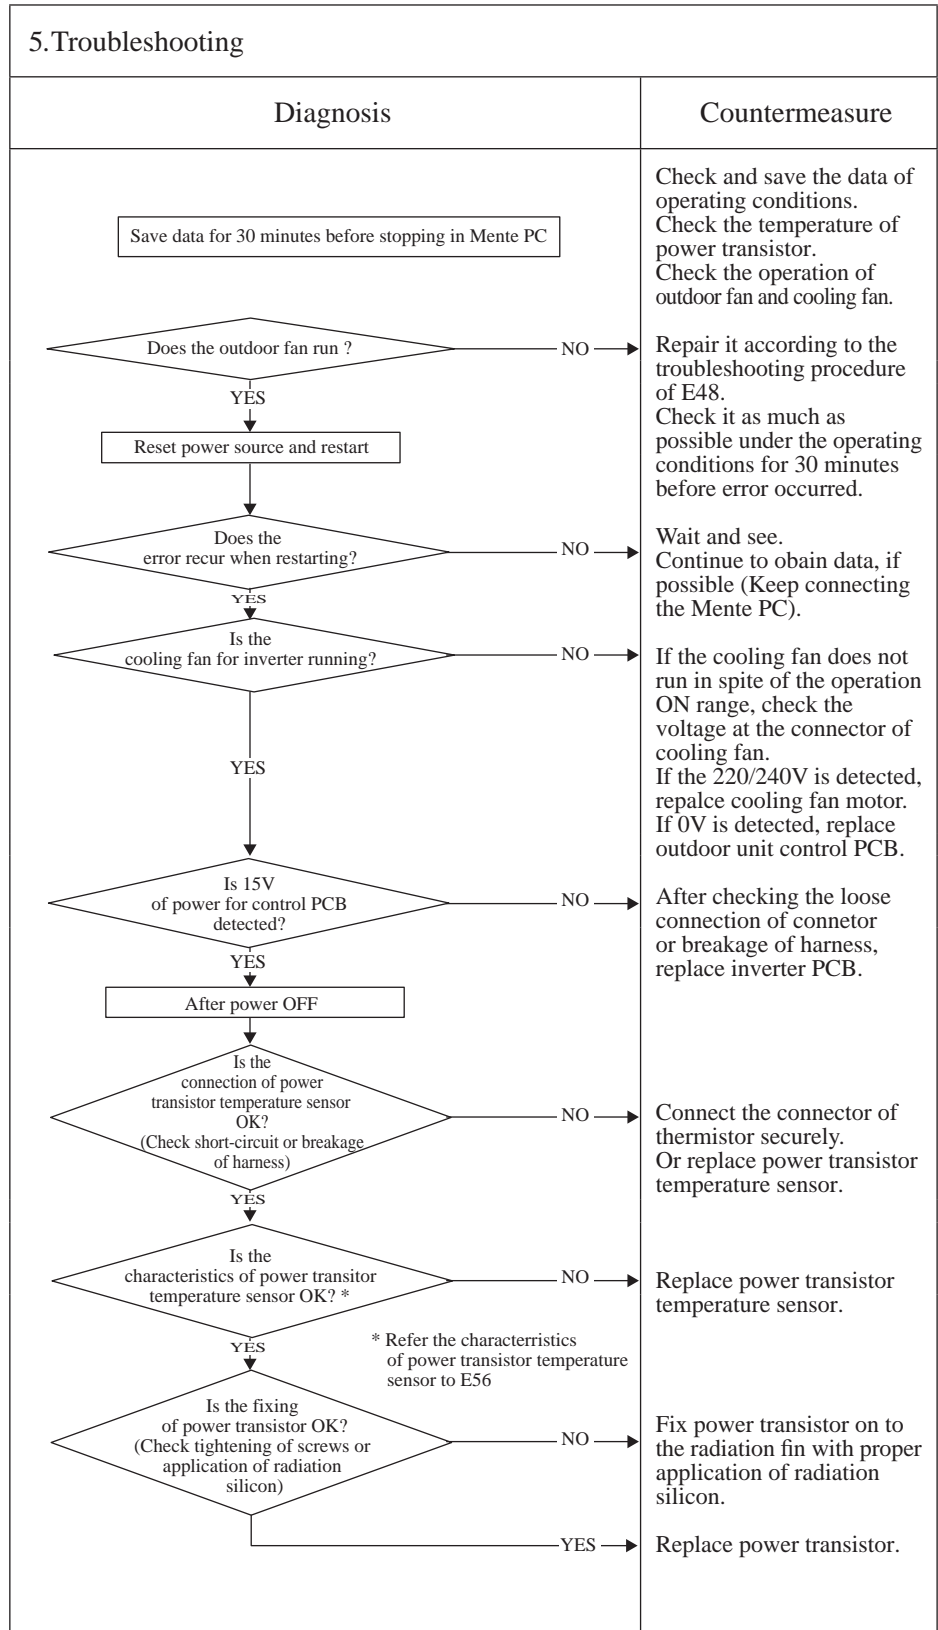 5.Troubleshooting
Diagnosis
Countermeasure
Save data for 30 minutes before stopping in Mente PC
Check and save the data of
operating conditions.
Check the temperature of
power transistor.
Check the operation of
outdoor fan and cooling fan.
Does the outdoor fan run ?
NO
Repair it according to the
troubleshooting procedure
of E48.
Check it as much as
possible under the operating
conditions for 30 minutes
before error occurred.
YES
Reset power source and restart
Does the
error recur when restarting?
NO
Wait and see.
Continue to obain data, if
possible (Keep connecting
the Mente PC).
YES
Is the
cooling fan for inverter running?
NO
If the cooling fan does not
run in spite of the operation
ON range, check the
voltage at the connector of
cooling fan.
If the 220/240V is detected,
repalce cooling fan motor.
If 0V is detected, replace
outdoor unit control PCB.
YES
Is 15V
of power for control PCB
detected?
NO
After checking the loose
connection of connetor
or breakage of harness,
replace inverter PCB.
YES
After power OFF
Is the
connection of power
transistor temperature sensor
OK?
(Check short-circuit or breakage
of harness)
NO
Connect the connector of
thermistor securely.
Or replace power transistor
temperature sensor.
YES
Is the
characteristics of power transitor
temperature sensor OK? *
NO
Replace power transistor
temperature sensor.
YES
* Refer the characterristics
of power transistor temperature
sensor to E56
Is the fixing
of power transistor OK?
(Check tightening of screws or
application of radiation
silicon)
NO
Fix power transistor on to
the radiation fin with proper
application of radiation
silicon.
YES
Replace power transistor.